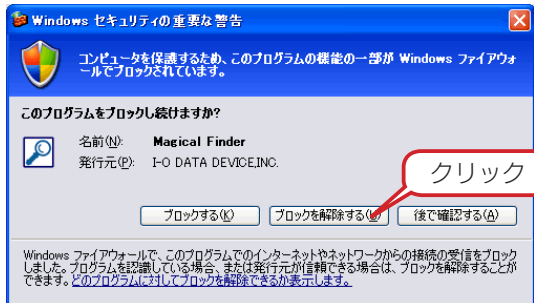 Windows セキュリティの重要な警告
コンピュータを保護するため、このプログラムの機能の一部が Windows ファイアウォ
ールでブロックされています。
このプログラムをブロックし続けますか?
名前(N): Magical Finder
発行元(P): I-O DATA DEVICE,INC.
クリック
ブロックする(K) ブロックを解除する(U) 後で確認する(A)
Windows ファイアウォールで、このプログラムでのインターネットやネットワークからの接続の受信をブロック
しました。プログラムを認識している場合、または発行元が信頼できる場合は、ブロックを解除することが
できます。どのプログラムに対してブロックを解除できるか表示します。